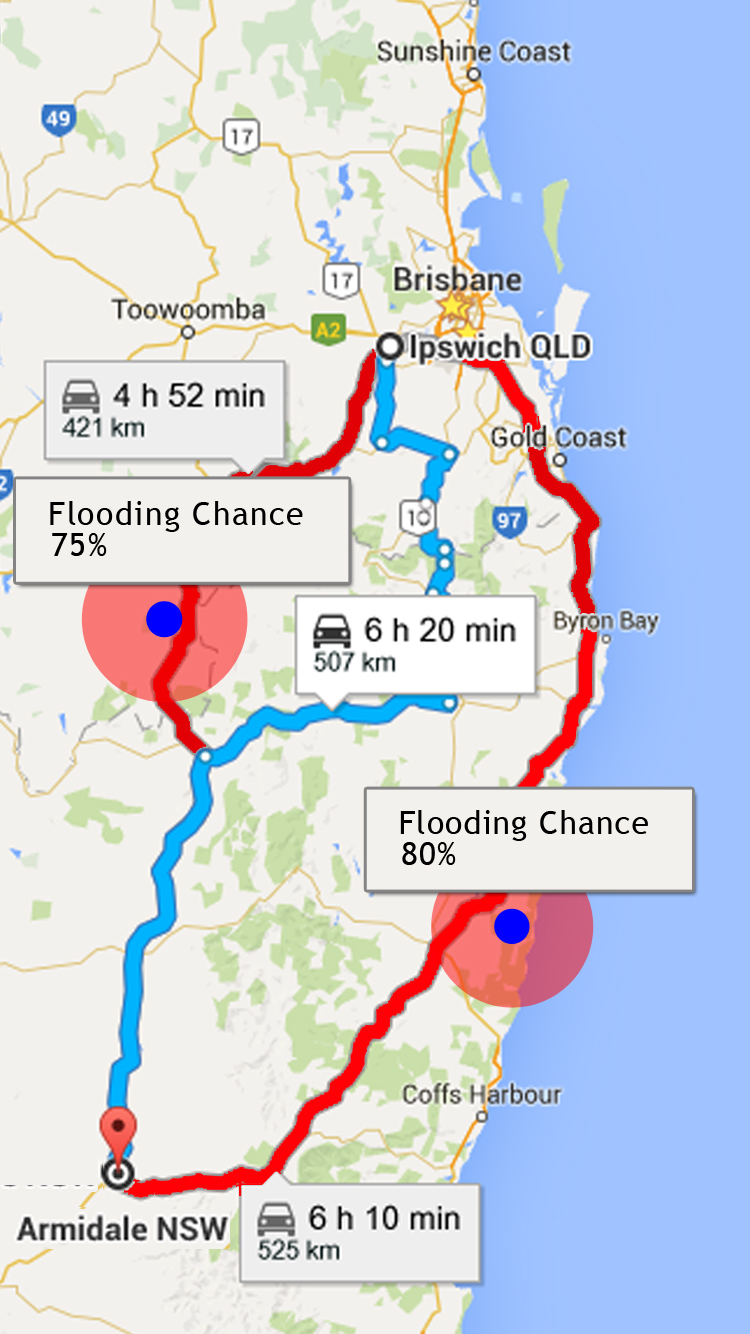 Sunshine Coast
49
17
17
Brisbane
Toowoomba
A2
Ipswich QLD
4 h 52 min
421 km
Gold Coast
2
Flooding Chance
75%
10
97
6 h 20 min
507 km
Byron Bay
Flooding Chance
80%
Coffs Harbour
Armidale NSW
6 h 10 min
525 km